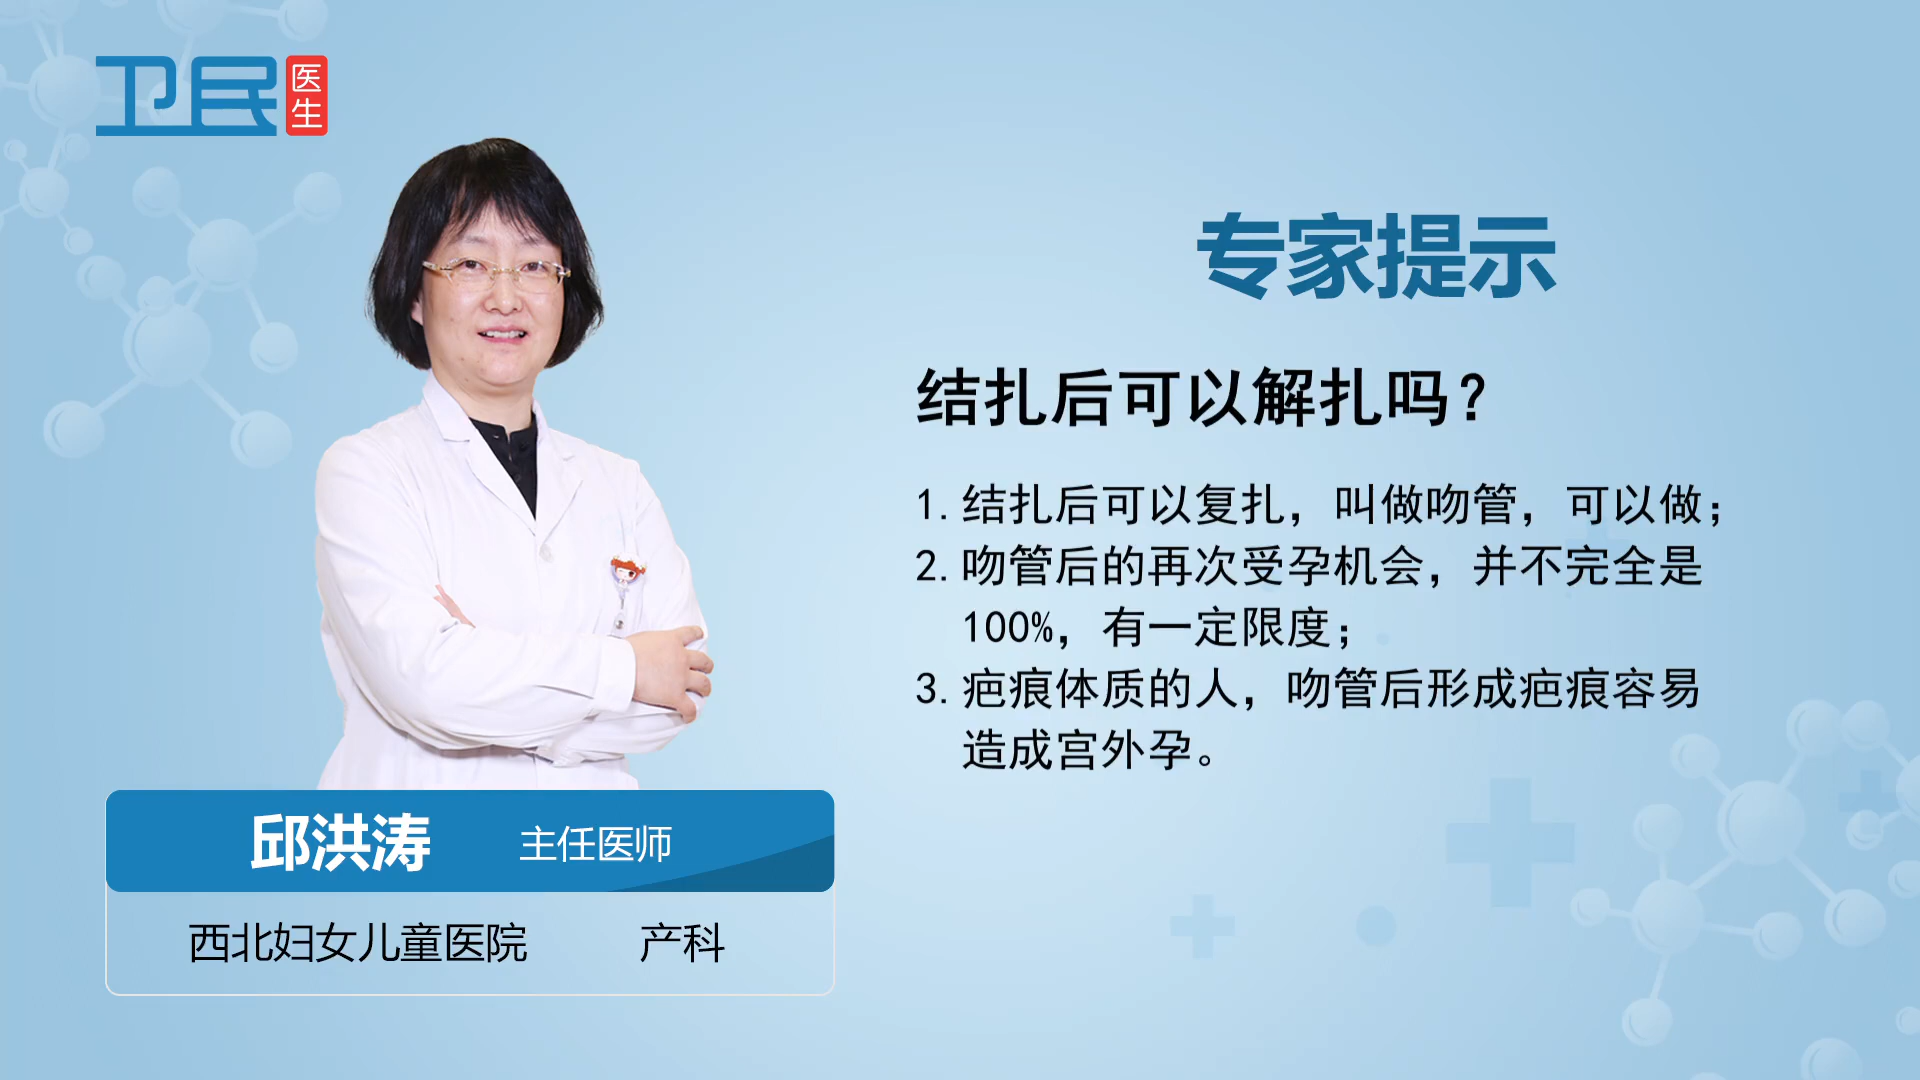 卫民医生
专家提示
结扎后可以解扎吗?
1.结扎后可以复扎，叫做吻管，可以做；
2.吻管后的再次受孕机会，并不完全是
100%，有一定限度；
3.疤痕体质的人，吻管后形成疤痕容易
造成宫外孕。
邱洪涛 主任医师
西北妇女儿童医院 产科